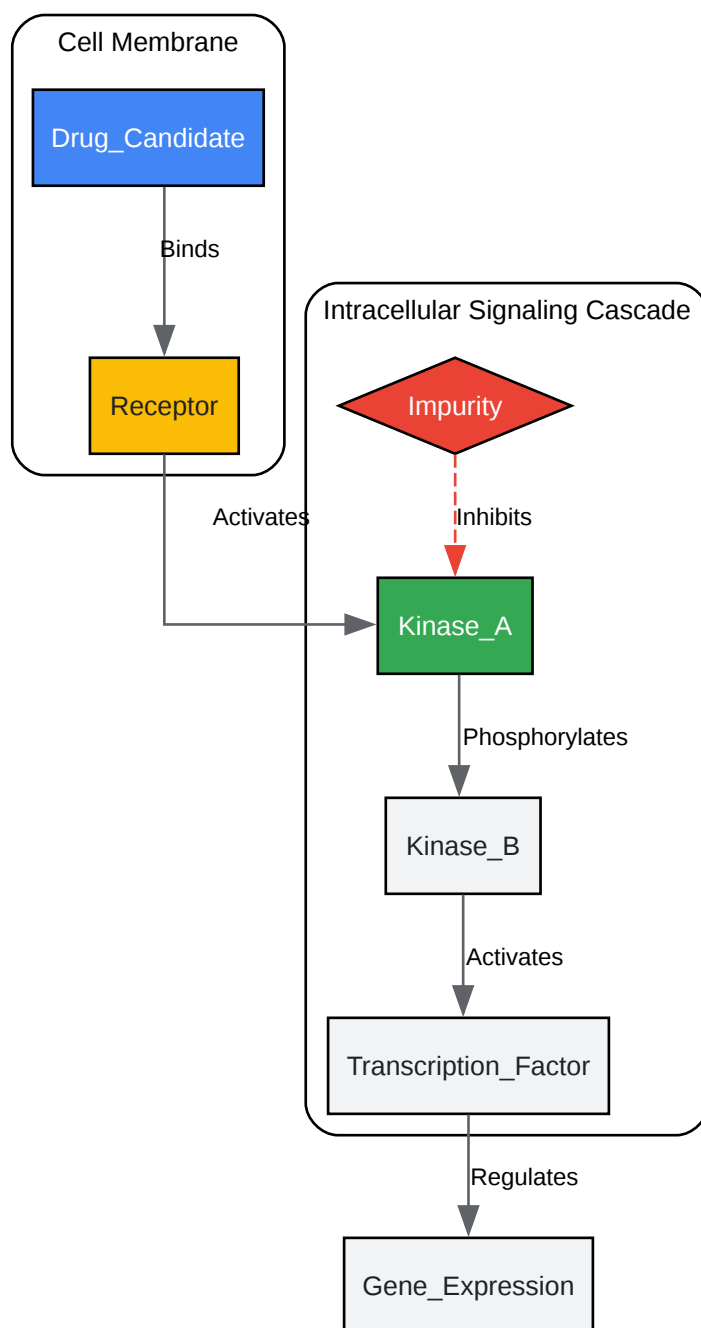 Cell Membrane
Drug_Candidate
Binds
Receptor
Activates
Intracellular Signaling Cascade
Impurity
Inhibits
Kinase_A
Phosphorylates
Kinase_B
Activates
Transcription_Factor
Regulates
Gene_Expression